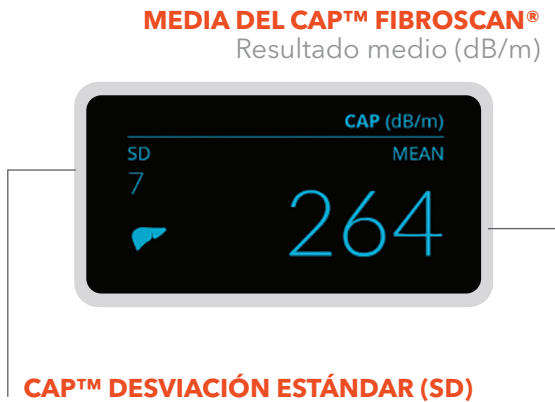 MEDIA DEL CAP™ FIBROSCAN®
Resultado medio (dB/m)
CAP (dB/m)
SD MEAN
7
264
CAP™ DESVIACIÓN ESTÁNDAR (SD)